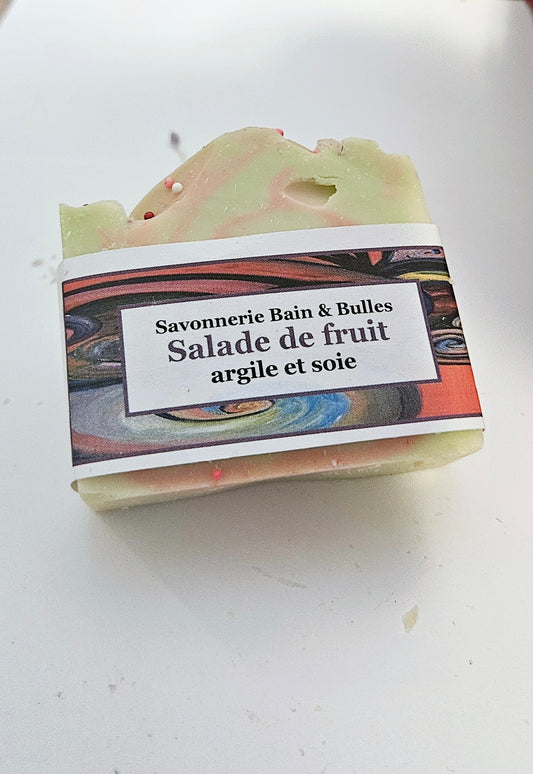 Savonnerie Bain & Bulles
Salade de fruit
argile et soie